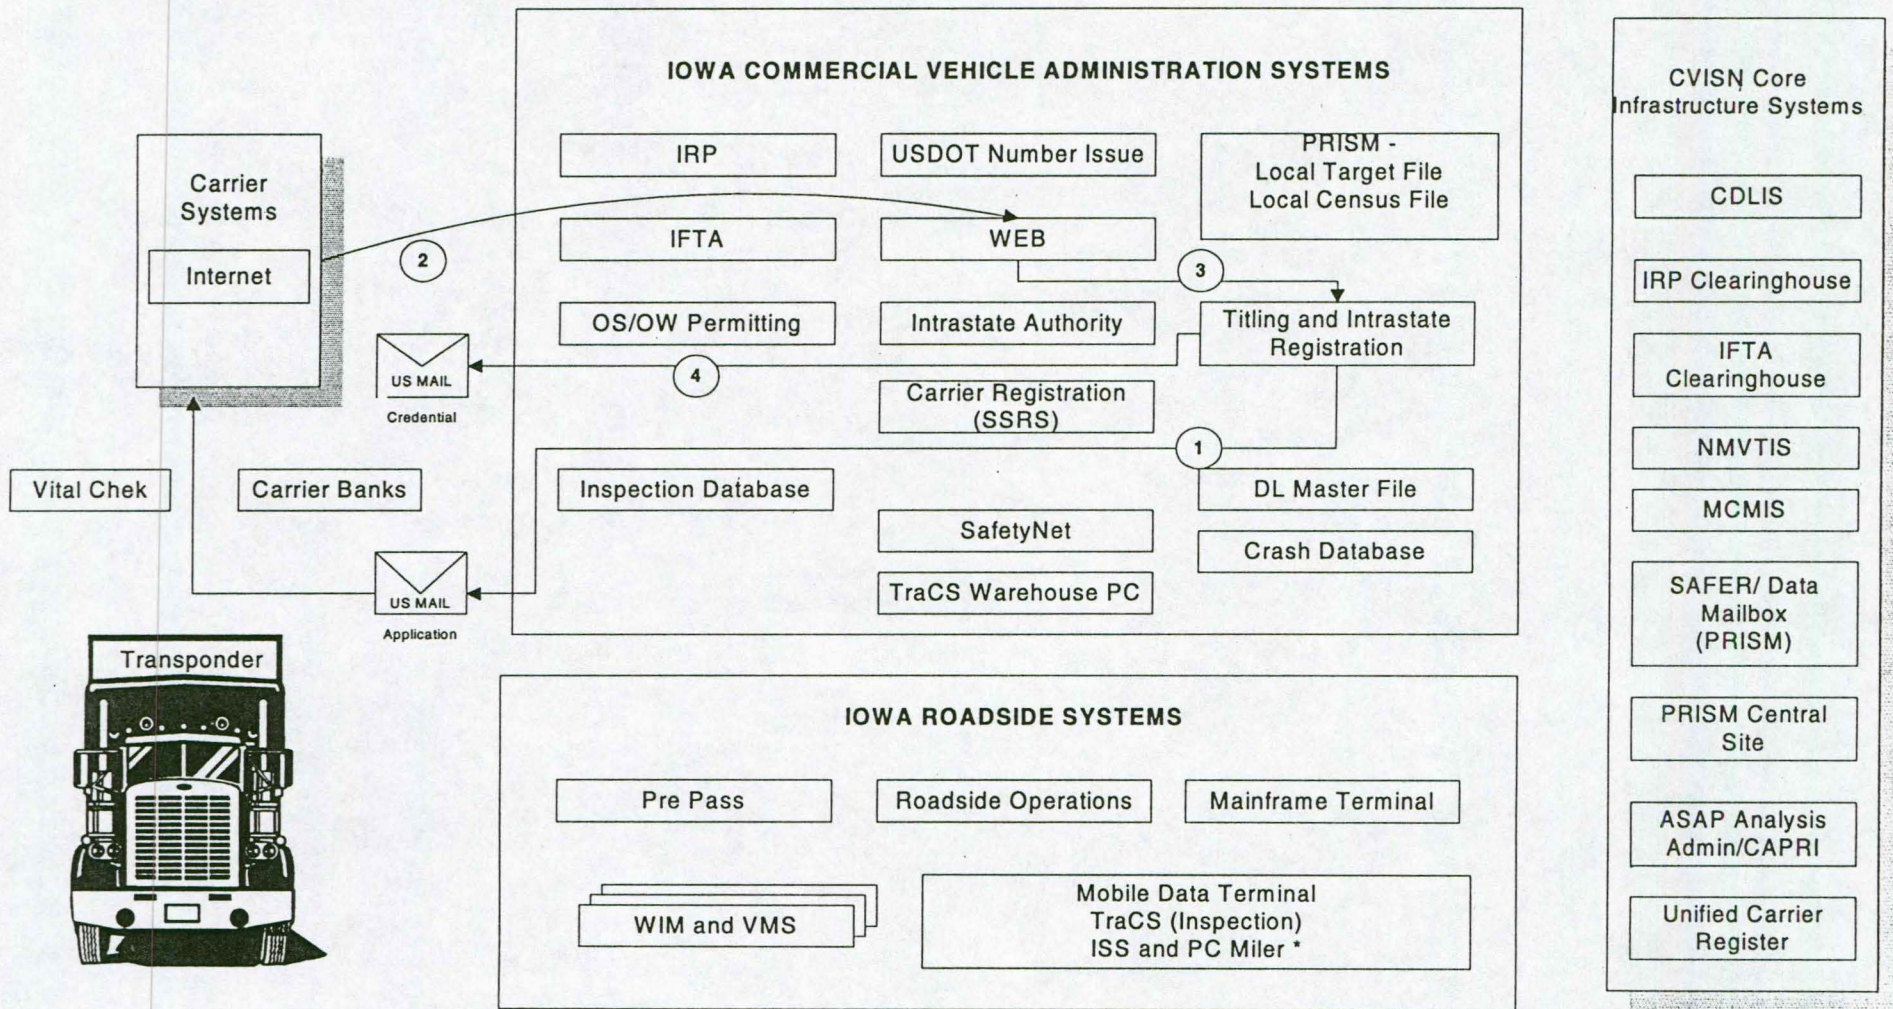 IOWA COMMERCIAL VEHICLE ADMINISTRATION SYSTEMS
IRP
USDOT Number Issue
PRISM -
Local Target File
Local Census File
IFTA
WEB
OS/OW Permitting
Intrastate Authority
Titling and Intrastate
Registration
Carrier Registration
(SSRS)
Inspection Database
DL Master File
SafetyNet
Crash Database
TraCS Warehouse PC
Carrier
Systems
Internet
2
3
4
1
US MAIL
Credential
Vital Chek
Carrier Banks
US MAIL
Application
Transponder
IOWA ROADSIDE SYSTEMS
Pre Pass
Roadside Operations
Mainframe Terminal
WIM and VMS
Mobile Data Terminal
TraCS (Inspection)
ISS and PC Miler *
CVISN Core
Infrastructure Systems
CDLIS
IRP Clearinghouse
IFTA
Clearinghouse
NMVTIS
MCMIS
SAFER/ Data
Mailbox
(PRISM)
PRISM Central
Site
ASAP Analysis
Admin/CAPRI
Unified Carrier
Register